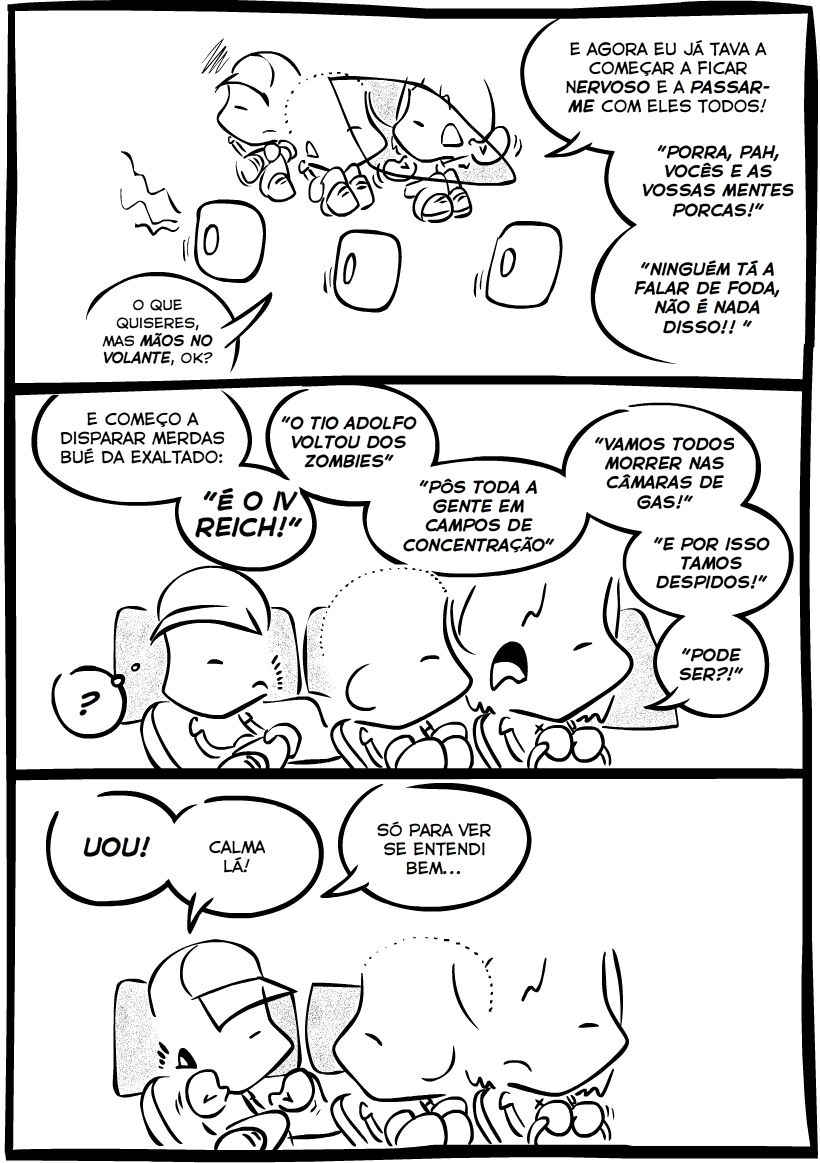 E AGORA EU JÁ TAVA A
COMEÇAR A FICAR
NERVOSO E A PASSAR-
ME COM ELES TODOS!
"PORRA, PAH,
VOCÊS E AS
VOSSAS MENTES
PORCAS!"
"NINGUÉM TÁ A
FALAR DE FODA,
NÃO É NADA
DISSO!! "
O QUE
QUISERES,
MAS MÃOS NO
VOLANTE, OK?
E COMEÇO A
DISPARAR MERDAS
BUÉ DA EXALTADO:
"É O IV
REICH!"
"O TIO ADOLFO
VOLTOU DOS
ZOMBIES"
"PÔS TODA A
GENTE EM
CAMPOS DE
CONCENTRAÇÃO"
"VAMOS TODOS
MORRER NAS
CÂMARAS DE
GAS!"
"E POR ISSO
TAMOS
DESPIDOS!"
"PODE
SER?!"
?
UOU!
CALMA
LÁ!
SÓ PARA VER
SE ENTENDI
BEM...